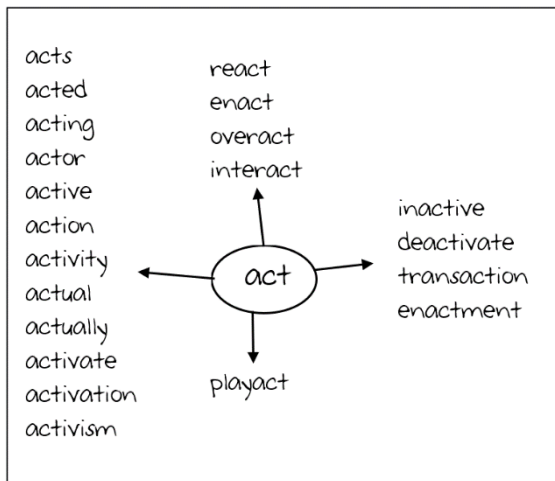 acts
acted
acting
actor
active
action
activity
actual
actually
activate
activation
activism
react
enact
overact
interact
act
playact
inactive
deactivate
transaction
enactment